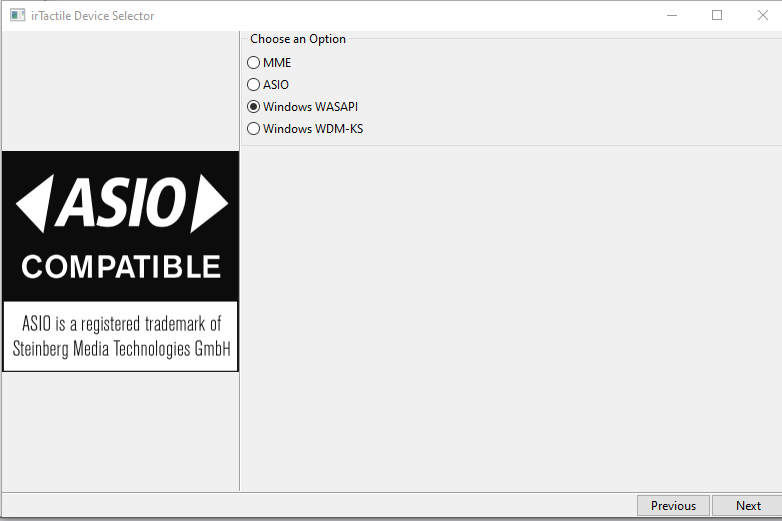 irTactile Device Selector
Choose an Option
MME
ASIO
Windows WASAPI
Windows WDM-KS
ASIO
COMPATIBLE
ASIO is a registered trademark of
Steinberg Media Technologies GmbH
Previous
Next